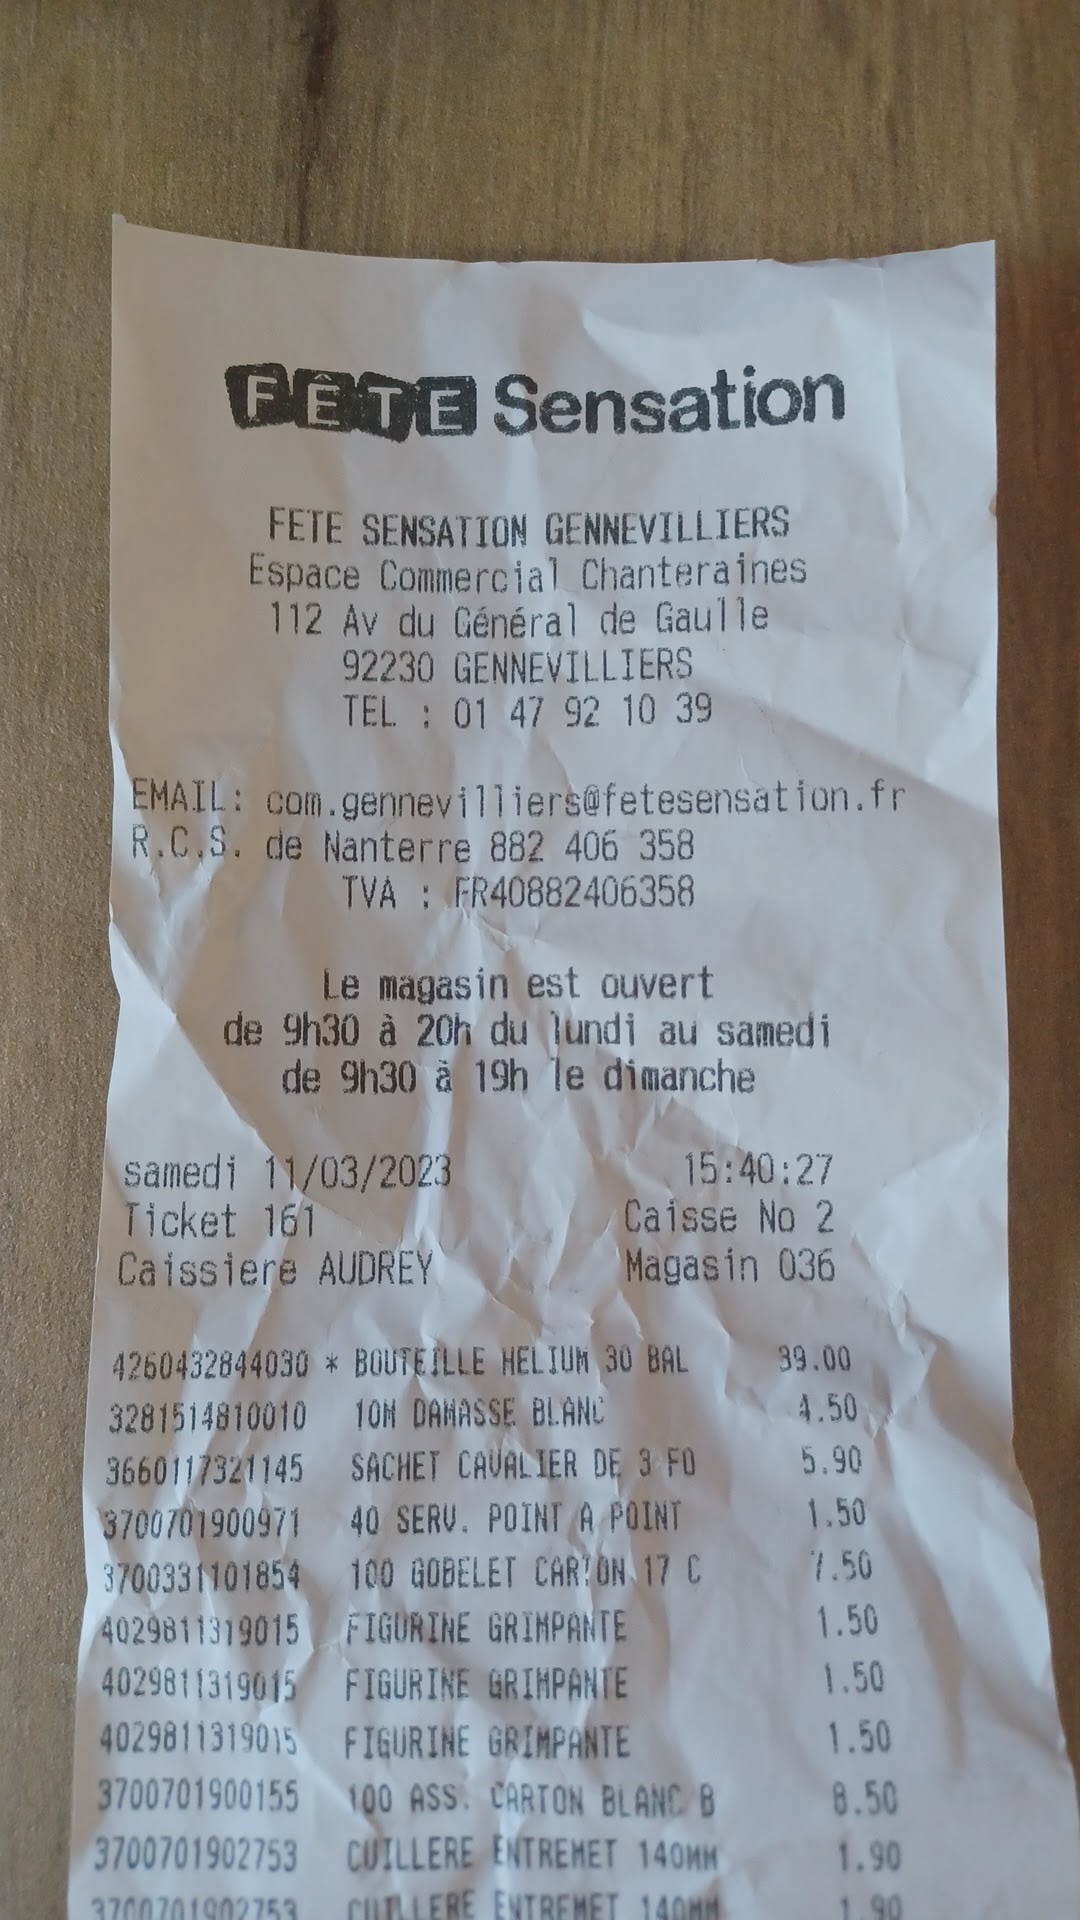 FÊTE Sensation
FETE SENSATION GENNEVILLIERS
Espace Commercial Chanteraines
112 Av du Général de Gaulle
92230 GENNEVILLIERS
TEL : 01 47 92 10 39
EMAIL: com.gennevilliers@fetesensation.fr
R.C.S. de Nanterre 882 406 358
TVA : FR40882406358
Le magasin est ouvert
de 9h30 à 20h du lundi au samedi
de 9h30 à 19h le dimanche
samedi 11/03/2023 15:40:27
Ticket 161 Caisse No 2
Caissiere AUDREY Magasin 036
4260432844030 * BOUTEILLE HELIUM 30 BAL 39.00
3281514810010 10M DAMASSE BLANC 4.50
3660117321145 SACHET CAVALIER DE 3 FO 5.90
3700701900971 40 SERV. POINT A POINT 1.50
3700331101854 100 GOBELET CARTON 17 C 7.50
4029811319015 FIGURINE GRIMPANTE 1.50
4029811319015 FIGURINE GRIMPANTE 1.50
4029811319015 FIGURINE GRIMPANTE 1.50
3700701900155 100 ASS. CARTON BLANC B 8.50
3700701902753 CUILLERE ENTREMET 140MM 1.90
3700701902753 CUILLERE ENTREMET 140MM 1.90